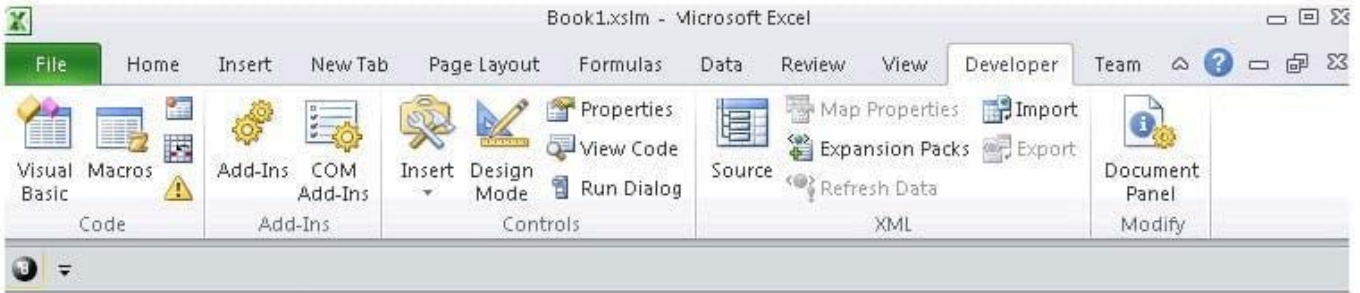 Book1.xslm - Microsoft Excel
File Home Insert New Tab Page Layout Formulas Data Review View Developer Team
Visual Basic Macros
Add-Ins COM Add-Ins
Insert Design Mode Properties View Code Run Dialog
Source Map Properties Expansion Packs Refresh Data Import Export
Document Panel
Code Add-Ins Controls XML Modify
8